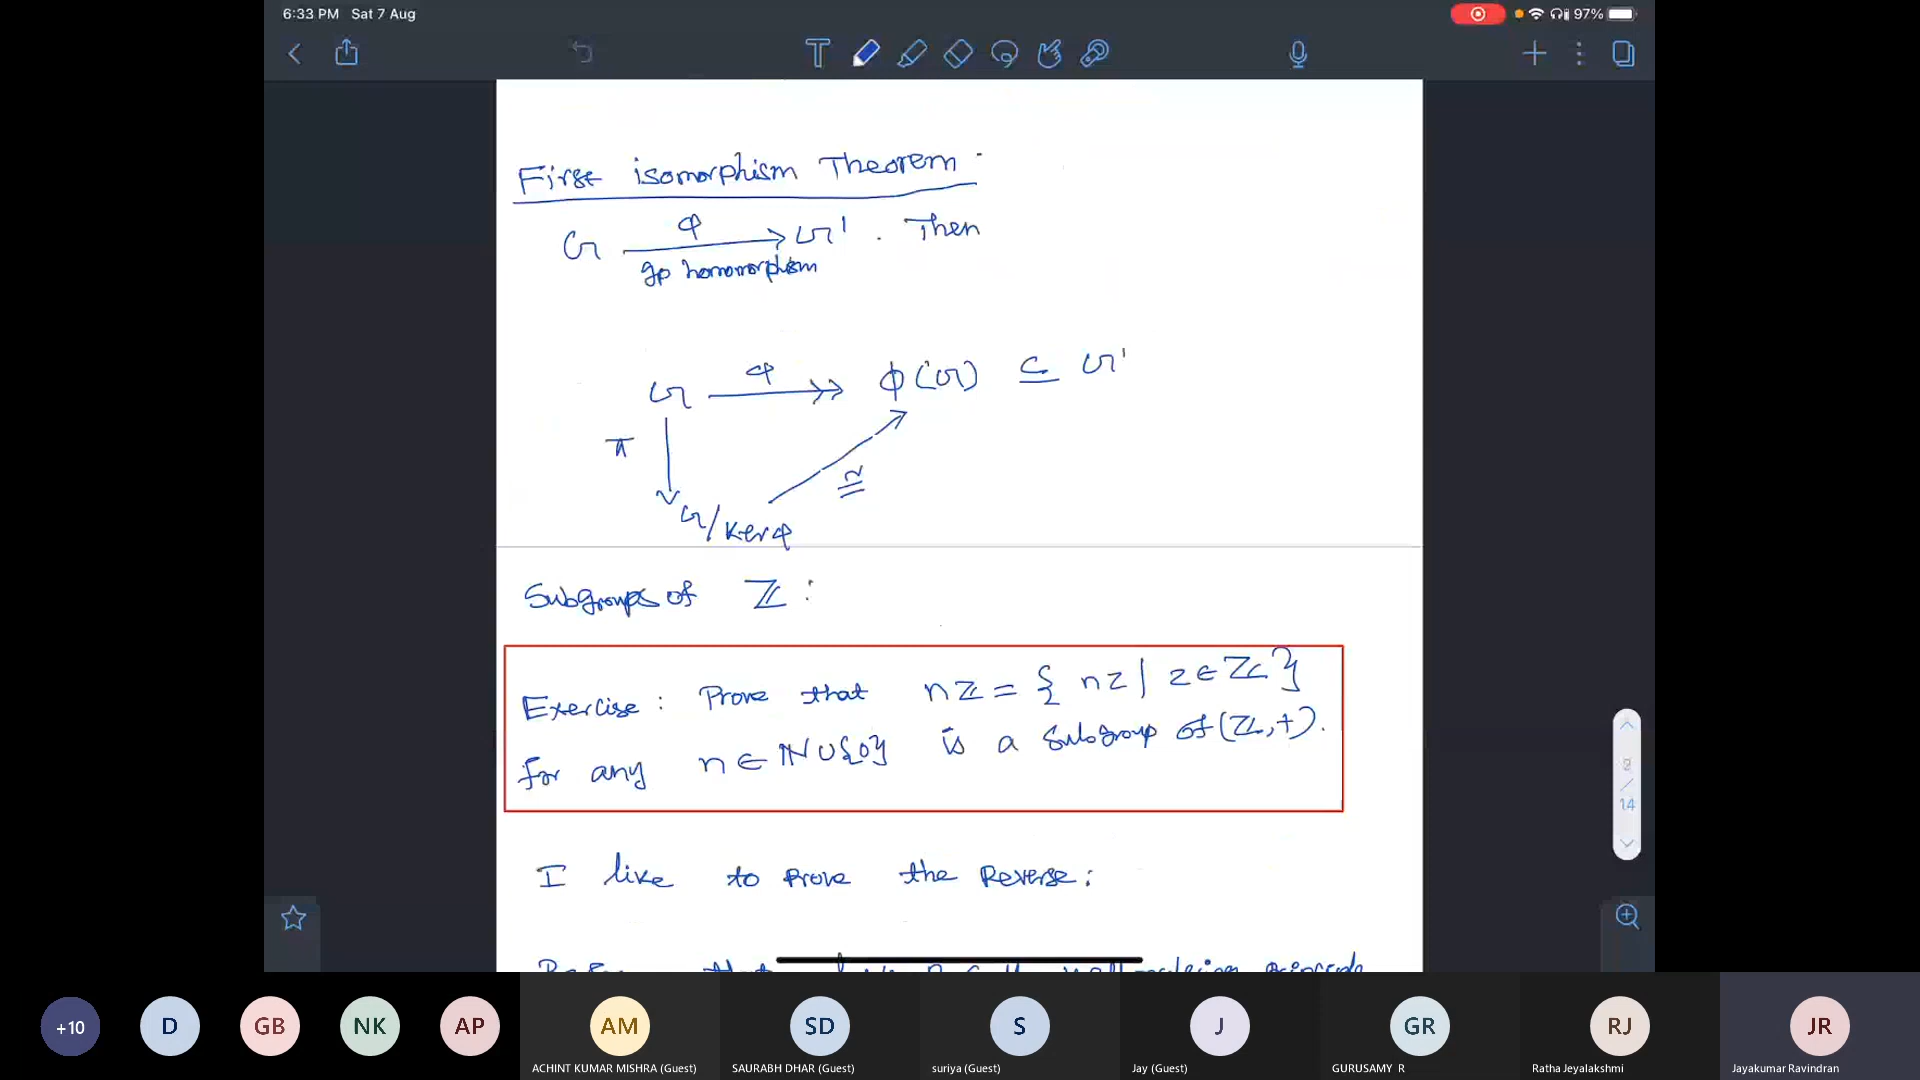 6:33 PM Sat 7 Aug
97%
First isomorphism Theorem:
G φ G' . Then
gp homomorphism
G φ φ(G) ⊆ G'
π
≅
G/Kerφ
Subgroups of ℤ :
Exercise: Prove that nℤ = { nz | z∈ℤ }
for any n∈ℕ∪{0} is a subgroup of (ℤ,+).
I like to prove the Reverse:
2
/
14
+10
D
GB
NK
AP
AM
SD
S
J
GR
RJ
JR
ACHINT KUMAR MISHRA (Guest)
SAURABH DHAR (Guest)
suriya (Guest)
Jay (Guest)
GURUSAMY R
Ratha Jeyalakshmi
Jayakumar Ravindran